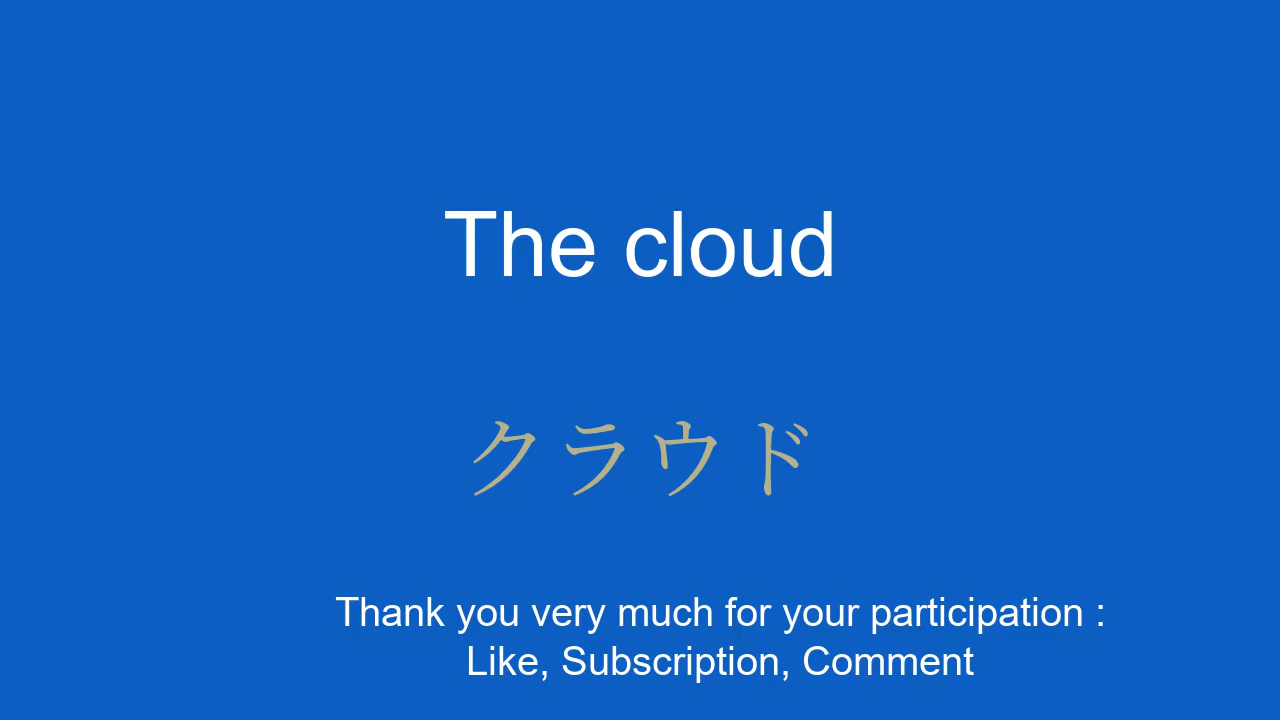 The cloud
クラウド
Thank you very much for your participation :
Like, Subscription, Comment